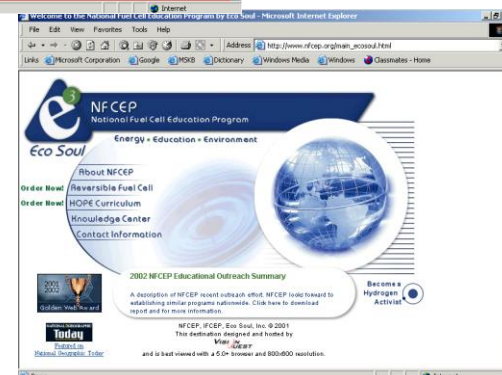 Internet
Welcome to the National Fuel Cell Education Program by Eco Soul - Microsoft Internet Explorer
File Edit View Favorites Tools Help
Address http://www.nfcep.org/main_ecosoul.html
Links Microsoft Corporation Google MSKB Dictionary Windows Media Windows Classmates - Home
e3
NFCEP
National Fuel Cell Education Program
Energy • Education • Environment
Eco Soul
About NFCEP
Order Now! Reversible Fuel Cell
Order Now! HOPE Curriculum
Knowledge Center
Contact Information
2002 NFCEP Educational Outreach Summary
A description of NFCEP recent outreach effort. NFCEP looks forward to
establishing similar programs nationwide. Click here to download
report and for more information.
Become a
Hydrogen
Activist
Golden Web Award
Today
Featured on
National Geographic Today
NFCEP, IFCEP, Eco Soul, Inc. © 2001
This destination designed and hosted by
and is best viewed with a 5.0+ browser and 800x600 resolution.